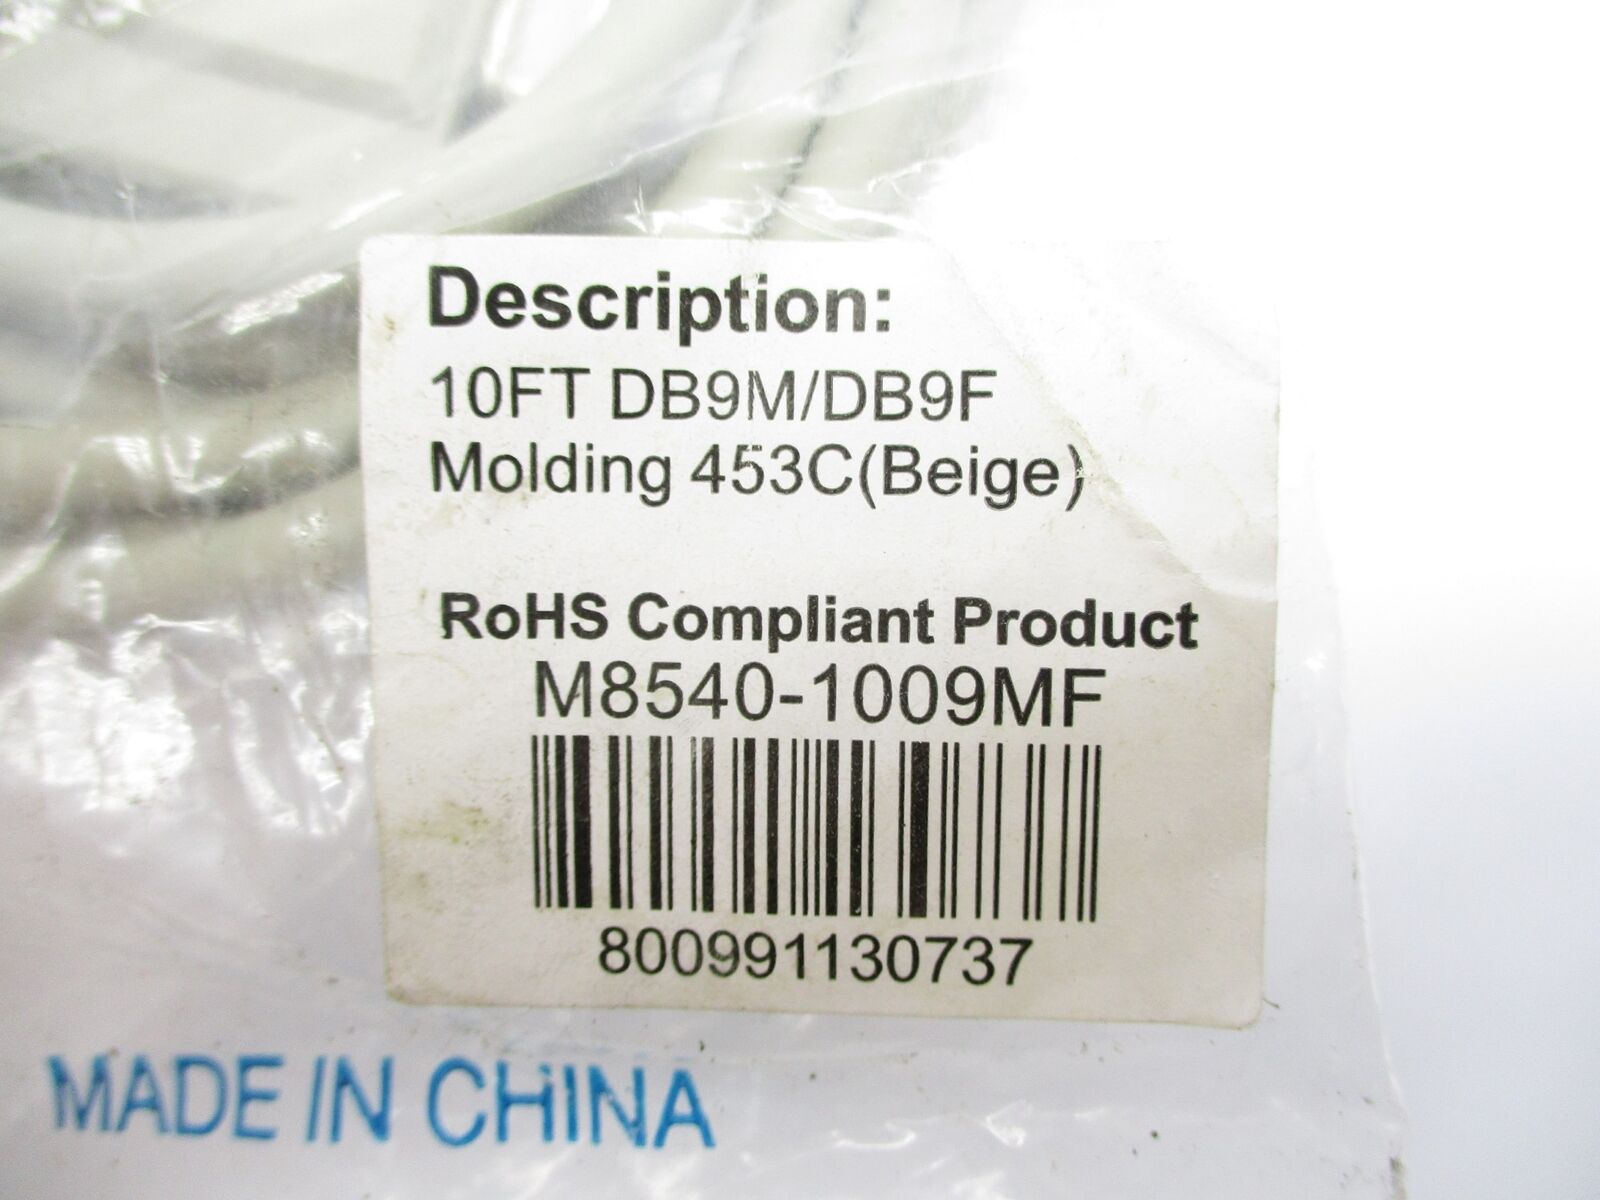 Description:
10FT DB9M/DB9F
Molding 453C(Beige)
RoHS Compliant Product
M8540-1009MF
800991130737
MADE IN CHINA